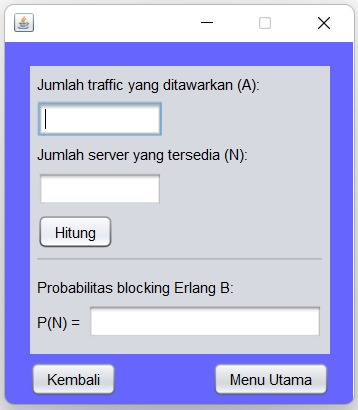 Jumlah traffic yang ditawarkan (A):
Jumlah server yang tersedia (N):
Hitung
Probabilitas blocking Erlang B:
P(N) =
Kembali Menu Utama